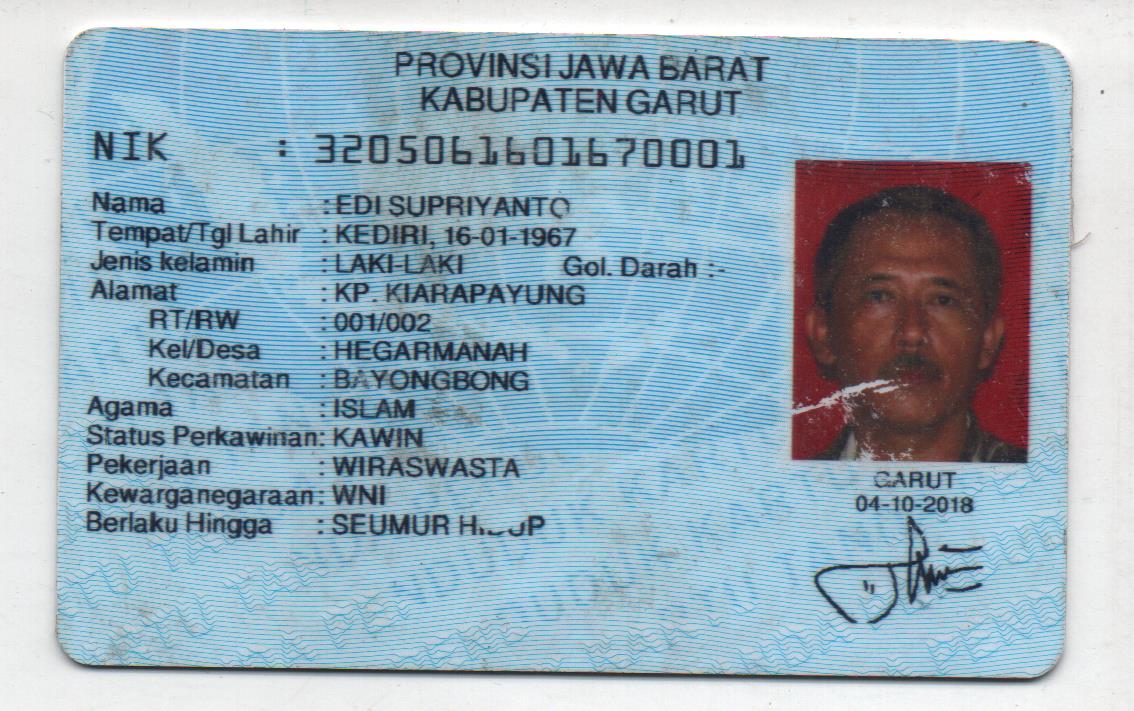 PROVINSI JAWA BARAT
KABUPATEN GARUT
NIK : 3205061601670001
Nama : EDI SUPRIYANTO
Tempat/Tgl Lahir : KEDIRI, 16-01-1967
Jenis kelamin : LAKI-LAKI Gol. Darah :-
Alamat : KP. KIARAPAYUNG
RT/RW : 001/002
Kel/Desa : HEGARMANAH
Kecamatan : BAYONGBONG
Agama : ISLAM
Status Perkawinan: KAWIN
Pekerjaan : WIRASWASTA
Kewarganegaraan: WNI
Berlaku Hingga : SEUMUR HIDUP
GARUT
04-10-2018